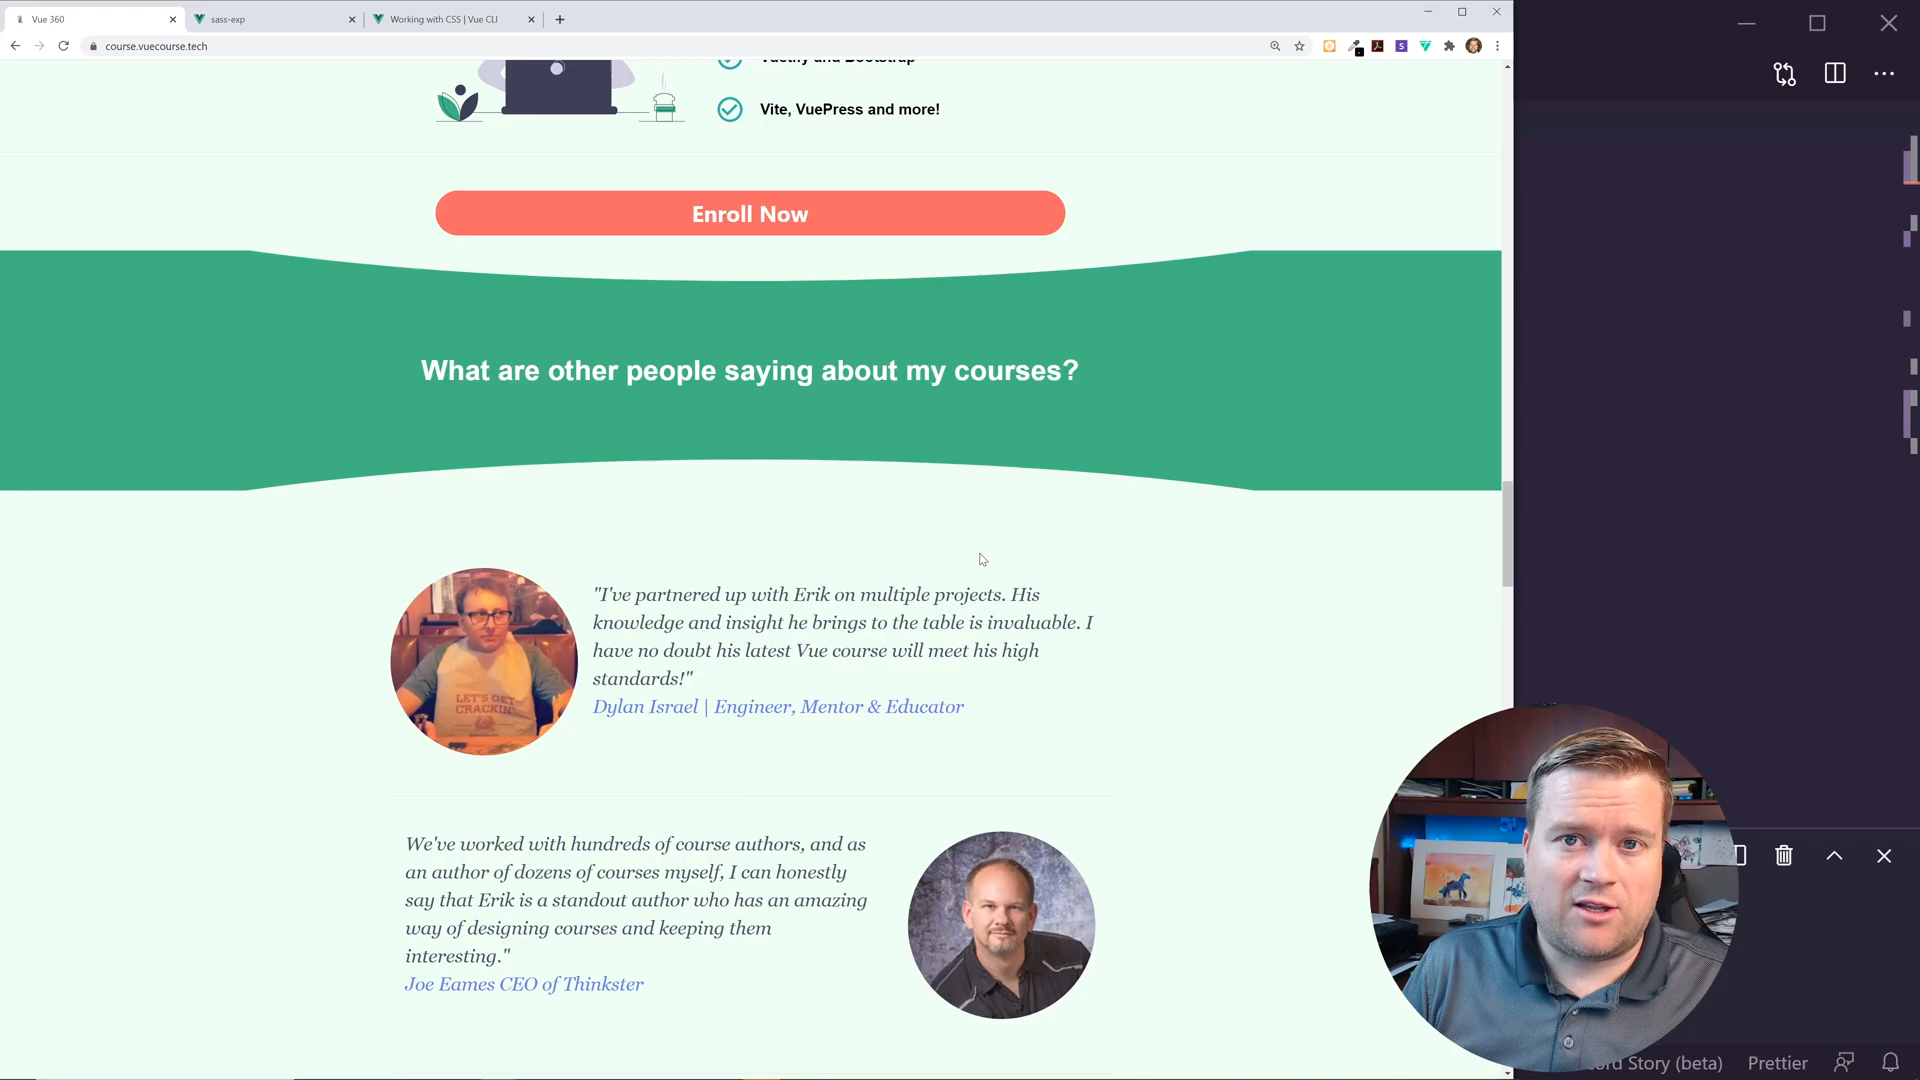 Vue 360
sass-exp
Working with CSS | Vue CLI
course.vuecourse.tech
Vuetify and Bootstrap
Vite, VuePress and more!
Enroll Now
What are other people saying about my courses?
"I've partnered up with Erik on multiple projects. His
knowledge and insight he brings to the table is invaluable. I
have no doubt his latest Vue course will meet his high
standards!"
Dylan Israel | Engineer, Mentor & Educator
LET'S GET
CRACKIN'
We've worked with hundreds of course authors, and as
an author of dozens of courses myself, I can honestly
say that Erik is a standout author who has an amazing
way of designing courses and keeping them
interesting."
Joe Eames CEO of Thinkster
Story (beta)
Prettier